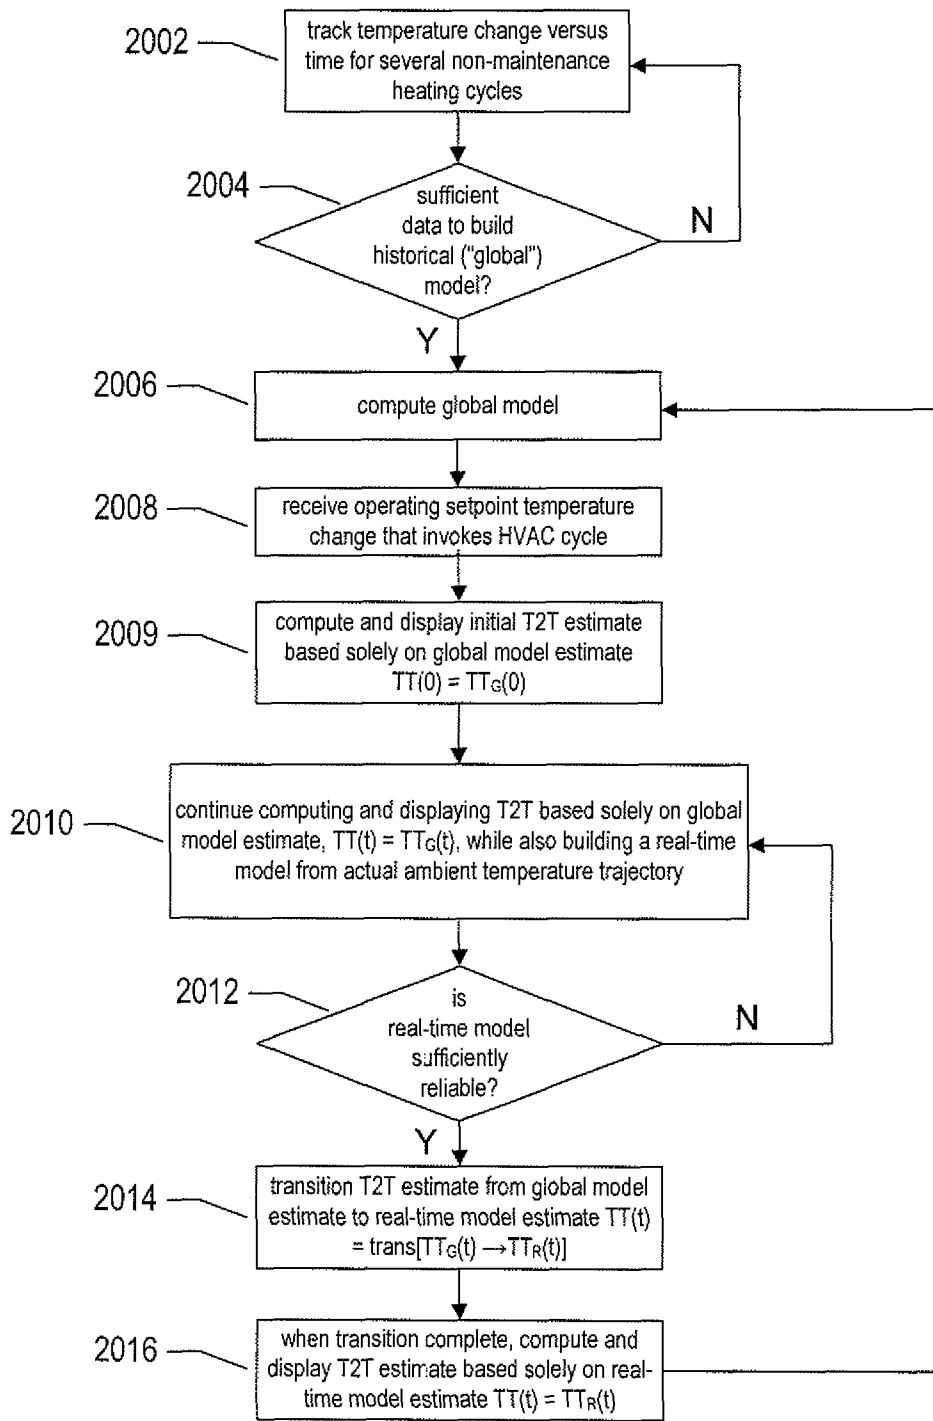 2002
track temperature change versus
time for several non-maintenance
heating cycles
2004
sufficient
data to build
historical ("global")
model?
N
Y
2006
compute global model
2008
receive operating setpoint temperature
change that invokes HVAC cycle
2009
compute and display initial T2T estimate
based solely on global model estimate
TT(0) = TTG(0)
2010
continue computing and displaying T2T based solely on global
model estimate, TT(t) = TTG(t), while also building a real-time
model from actual ambient temperature trajectory
2012
is
real-time model
sufficiently
reliable?
N
Y
2014
transition T2T estimate from global model
estimate to real-time model estimate TT(t)
= trans[TTG(t) →TTR(t)]
2016
when transition complete, compute and
display T2T estimate based solely on real-
time model estimate TT(t) = TTR(t)